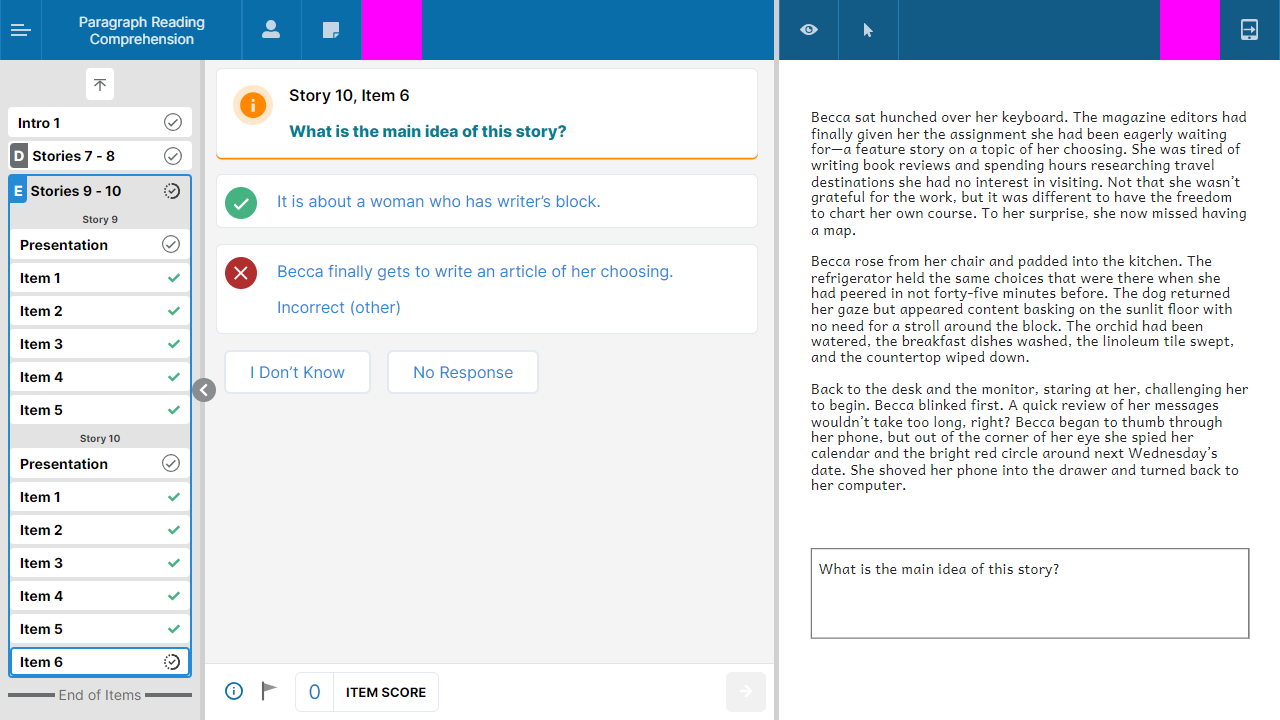 Paragraph Reading
Comprehension
Intro 1
D Stories 7 - 8
E Stories 9 - 10
Story 9
Presentation
Item 1
Item 2
Item 3
Item 4
Item 5
Story 10
Presentation
Item 1
Item 2
Item 3
Item 4
Item 5
Item 6
End of Items
Story 10, Item 6
What is the main idea of this story?
It is about a woman who has writer's block.
Becca finally gets to write an article of her choosing.
Incorrect (other)
I Don't Know
No Response
0 ITEM SCORE
Becca sat hunched over her keyboard. The magazine editors had
finally given her the assignment she had been eagerly waiting
for—a feature story on a topic of her choosing. She was tired of
writing book reviews and spending hours researching travel
destinations she had no interest in visiting. Not that she wasn't
grateful for the work, but it was different to have the freedom
to chart her own course. To her surprise, she now missed having
a map.
Becca rose from her chair and padded into the kitchen. The
refrigerator held the same choices that were there when she
had peered in not forty-five minutes before. The dog returned
her gaze but appeared content basking on the sunlit floor with
no need for a stroll around the block. The orchid had been
watered, the breakfast dishes washed, the linoleum tile swept,
and the countertop wiped down.
Back to the desk and the monitor, staring at her, challenging her
to begin. Becca blinked first. A quick review of her messages
wouldn't take too long, right? Becca began to thumb through
her phone, but out of the corner of her eye she spied her
calendar and the bright red circle around next Wednesday's
date. She shoved her phone into the drawer and turned back to
her computer.
What is the main idea of this story?